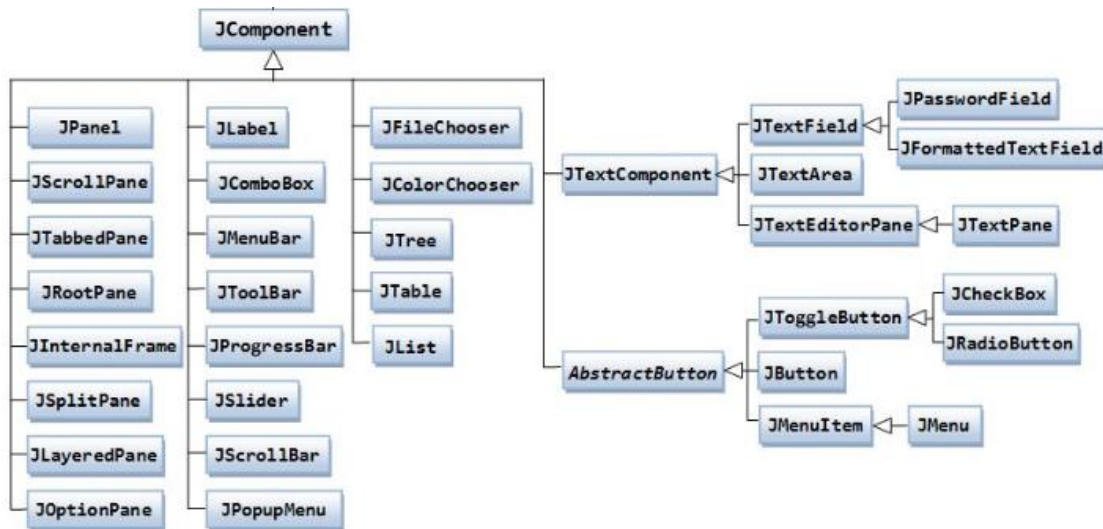 JComponent
JPanel
JScrollPane
JTabbedPane
JRootPane
JInternalFrame
JSplitPane
JLayeredPane
JOptionPane
JLabel
JComboBox
JMenuBar
JToolBar
JProgressBar
JSlider
JScrollBar
JPopupMenu
JFileChooser
JColorChooser
JTree
JTable
JList
JTextComponent
JTextField
JPasswordField
JFormattedTextField
JTextArea
JTextEditorPane
JTextPane
AbstractButton
JToggleButton
JCheckBox
JRadioButton
JButton
JMenuItem
JMenu